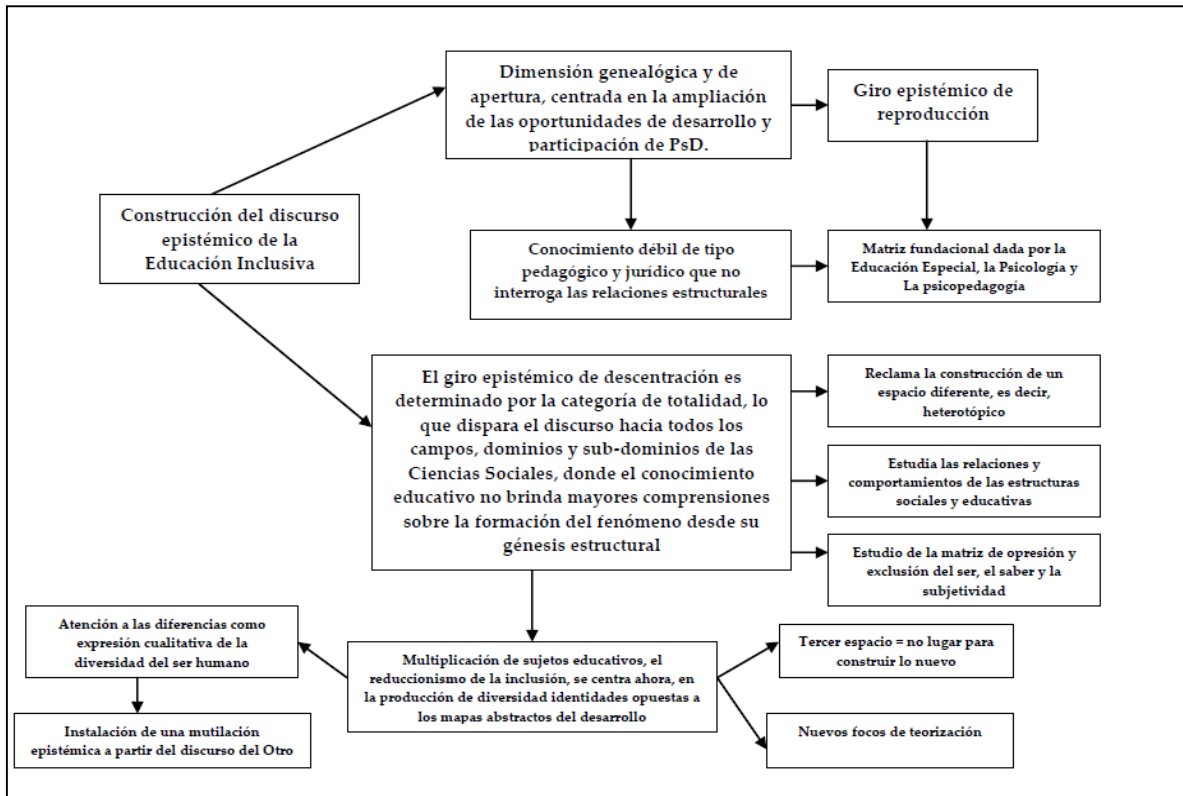 Dimensión genealógica y de
apertura, centrada en la ampliación
de las oportunidades de desarrollo y
participación de PsD.
Giro epistémico de
reproducción
Construcción del discurso
epistémico de la
Educación Inclusiva
Conocimiento débil de tipo
pedagógico y jurídico que no
interroga las relaciones estructurales
Matriz fundacional dada por la
Educación Especial, la Psicología y
La psicopedagogía
El giro epistémico de descentración es
determinado por la categoría de totalidad, lo
que dispara el discurso hacia todos los
campos, dominios y sub-dominios de las
Ciencias Sociales, donde el conocimiento
educativo no brinda mayores comprensiones
sobre la formación del fenómeno desde su
génesis estructural
Reclama la construcción de un
espacio diferente, es decir,
heterotópico
Estudia las relaciones y
comportamientos de las estructuras
sociales y educativas
Estudio de la matriz de opresión y
exclusión del ser, el saber y la
subjetividad
Atención a las diferencias como
expresión cualitativa de la
diversidad del ser humano
Multiplicación de sujetos educativos, el
reduccionismo de la inclusión, se centra ahora, en
la producción de diversidad identidades opuestas a
los mapas abstractos del desarrollo
Tercer espacio = no lugar para
construir lo nuevo
Instalación de una mutilación
epistémica a partir del discurso del Otro
Nuevos focos de teorización